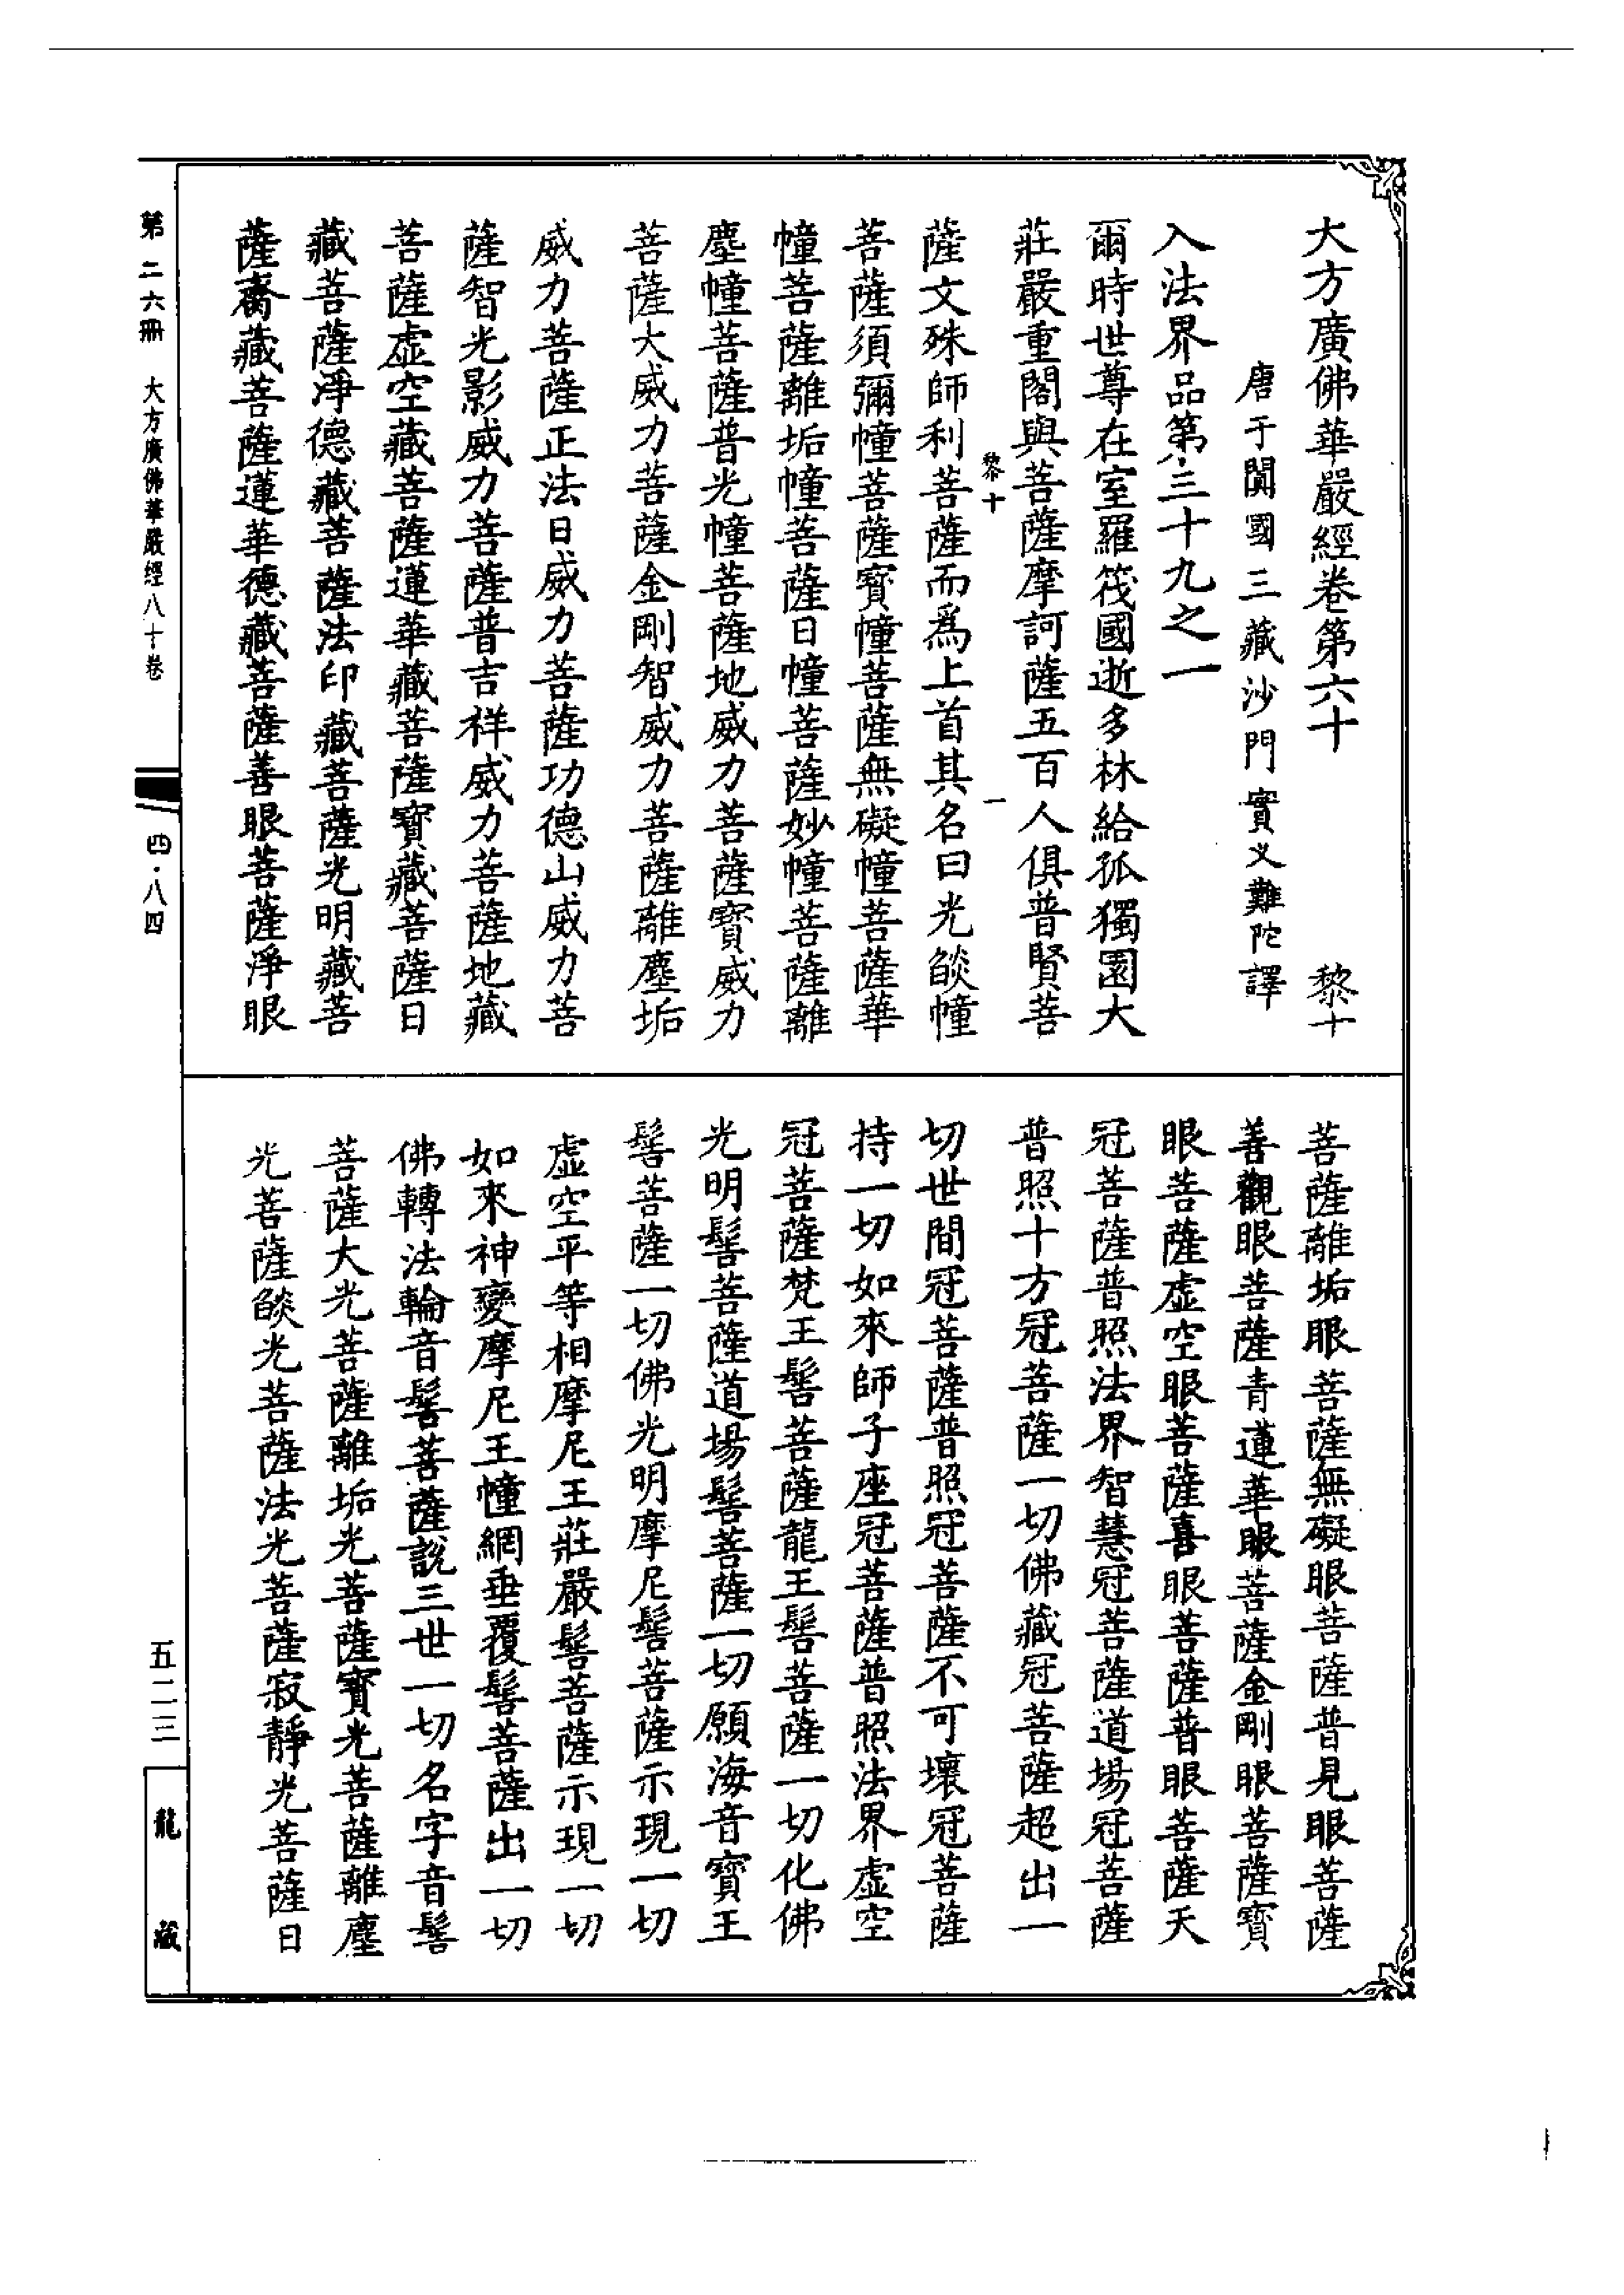 大方廣佛華嚴經卷第六十 黎十
唐于闐國三藏沙門實叉難陀譯
入法界品第三十九之一
爾時世尊在室羅筏國逝多林給孤獨園大
莊嚴重閣與菩薩摩訶薩五百人俱普賢菩
黎十 一
薩文殊師利菩薩而爲上首其名曰光燄幢
菩薩須彌幢菩薩寶幢菩薩無礙幢菩薩華
幢菩薩離垢幢菩薩日幢菩薩妙幢菩薩離
塵幢菩薩普光幢菩薩地威力菩薩寶威力
菩薩大威力菩薩金剛智威力菩薩離塵垢
威力菩薩正法日威力菩薩功德山威力菩
薩智光影威力菩薩普吉祥威力菩薩地藏
菩薩虛空藏菩薩蓮華藏菩薩寶藏菩薩日
藏菩薩淨德藏菩薩法印藏菩薩光明藏菩
薩齋藏菩薩蓮華德藏菩薩善眼菩薩淨眼
菩薩離垢眼菩薩無礙眼菩薩普見眼菩薩
善觀眼菩薩青蓮華眼菩薩金剛眼菩薩寶
眼菩薩虛空眼菩薩喜眼菩薩普眼菩薩天
冠菩薩普照法界智慧冠菩薩道場冠菩薩
普照十方冠菩薩一切佛藏冠菩薩超出一
切世間冠菩薩普照冠菩薩不可壞冠菩薩
持一切如來師子座冠菩薩普照法界虛空
冠菩薩梵王髻菩薩龍王髻菩薩一切化佛
光明髻菩薩道場髻菩薩一切願海音寶王
髻菩薩一切佛光明摩尼髻菩薩示現一切
虛空平等相摩尼王莊嚴髻菩薩示現一切
如來神變摩尼王幢網垂覆髻菩薩出一切
佛轉法輪音髻菩薩說三世一切名字音髻
菩薩大光菩薩離垢光菩薩寶光菩薩離塵
光菩薩燄光菩薩法光菩薩寂靜光菩薩日
第二六冊 大方廣佛華嚴經八十卷
四·八四
五二三
龍藏